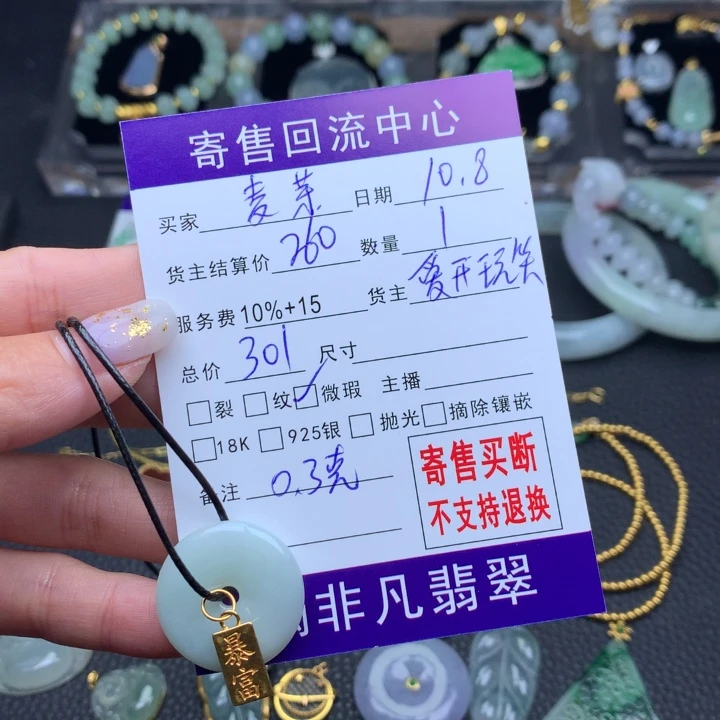 寄售回流中心
买家 麦芽 日期 10.8
货主结算价 260 数量 1
服务费 10%+15 货主 爱开玩笑
总价 301 尺寸
裂 纹 微瑕 主播
18K 925银 抛光 摘除镶嵌
备注 0.3克
寄售买断
不支持退换
非凡翡翠
暴富